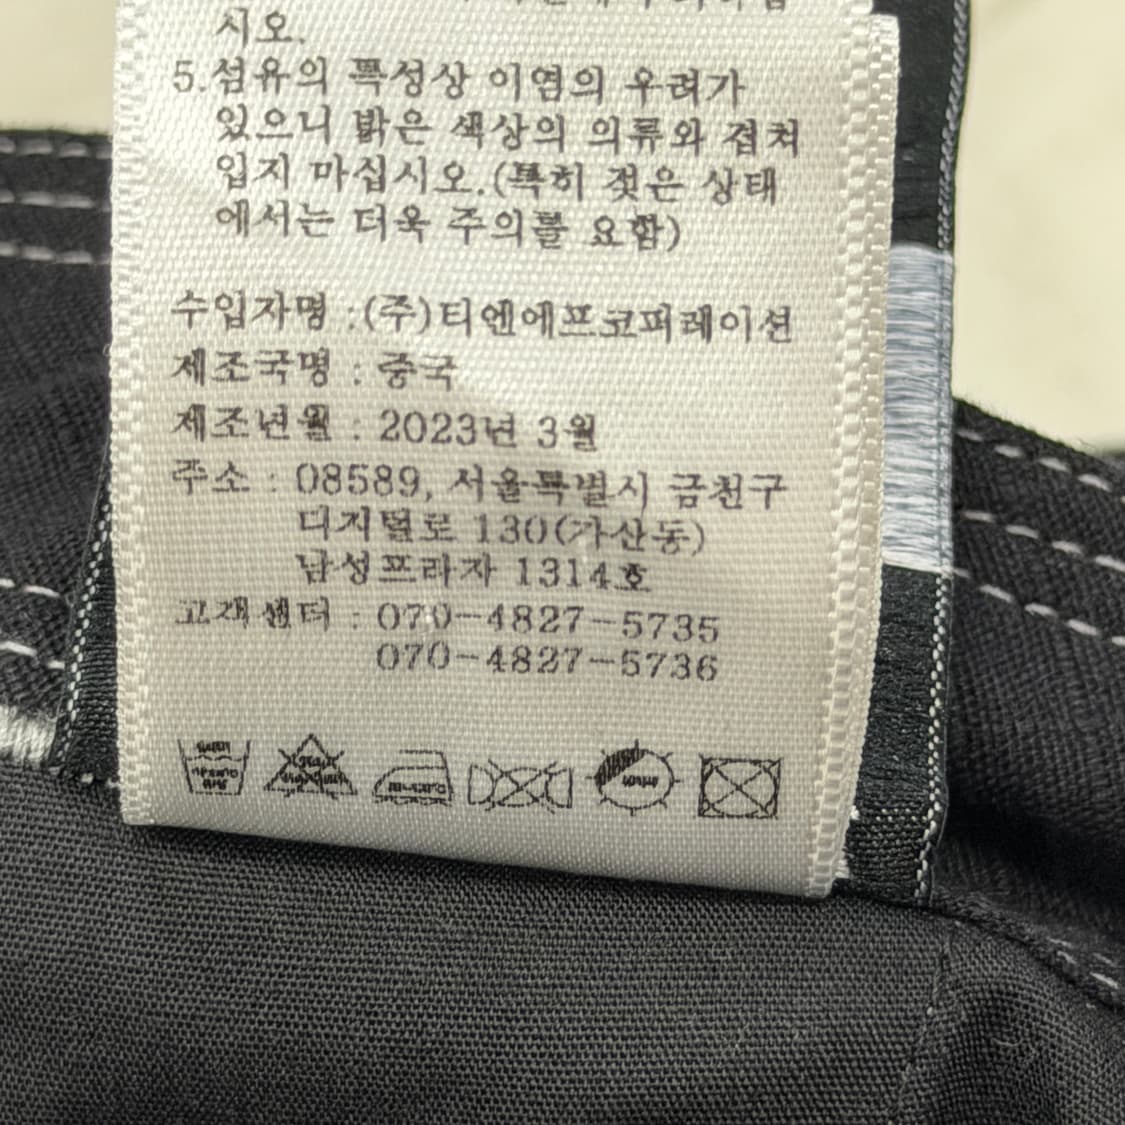 시오.
5.섬유의 특성상 이염의 우려가
있으니 밝은 색상의 의류와 겹쳐
입지 마십시오.(특히 젖은 상태
에서는 더욱 주의를 요함)
수입자명 :(주)티엔에프코퍼레이션
제조국명 : 중국
제조년월 : 2023년 3월
주소 : 08589, 서울특별시 금천구
디지털로 130(가산동)
남성프라자 1314호
고객센터 : 070-4827-5735
070-4827-5736